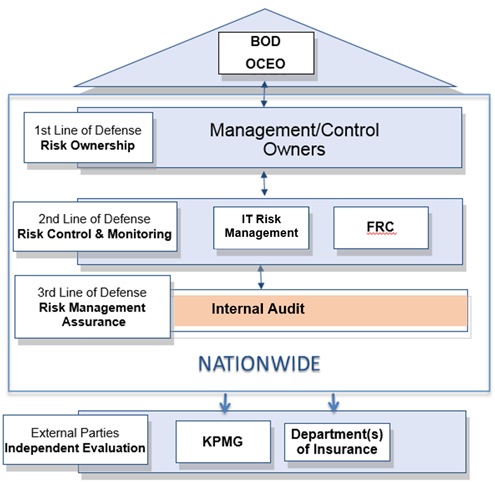 BOD
OCEO
1st Line of Defense
Risk Ownership
Management/Control
Owners
2nd Line of Defense
Risk Control & Monitoring
IT Risk
Management
FRC
3rd Line of Defense
Risk Management
Assurance
Internal Audit
NATIONWIDE
External Parties
Independent Evaluation
KPMG
Department(s)
of Insurance